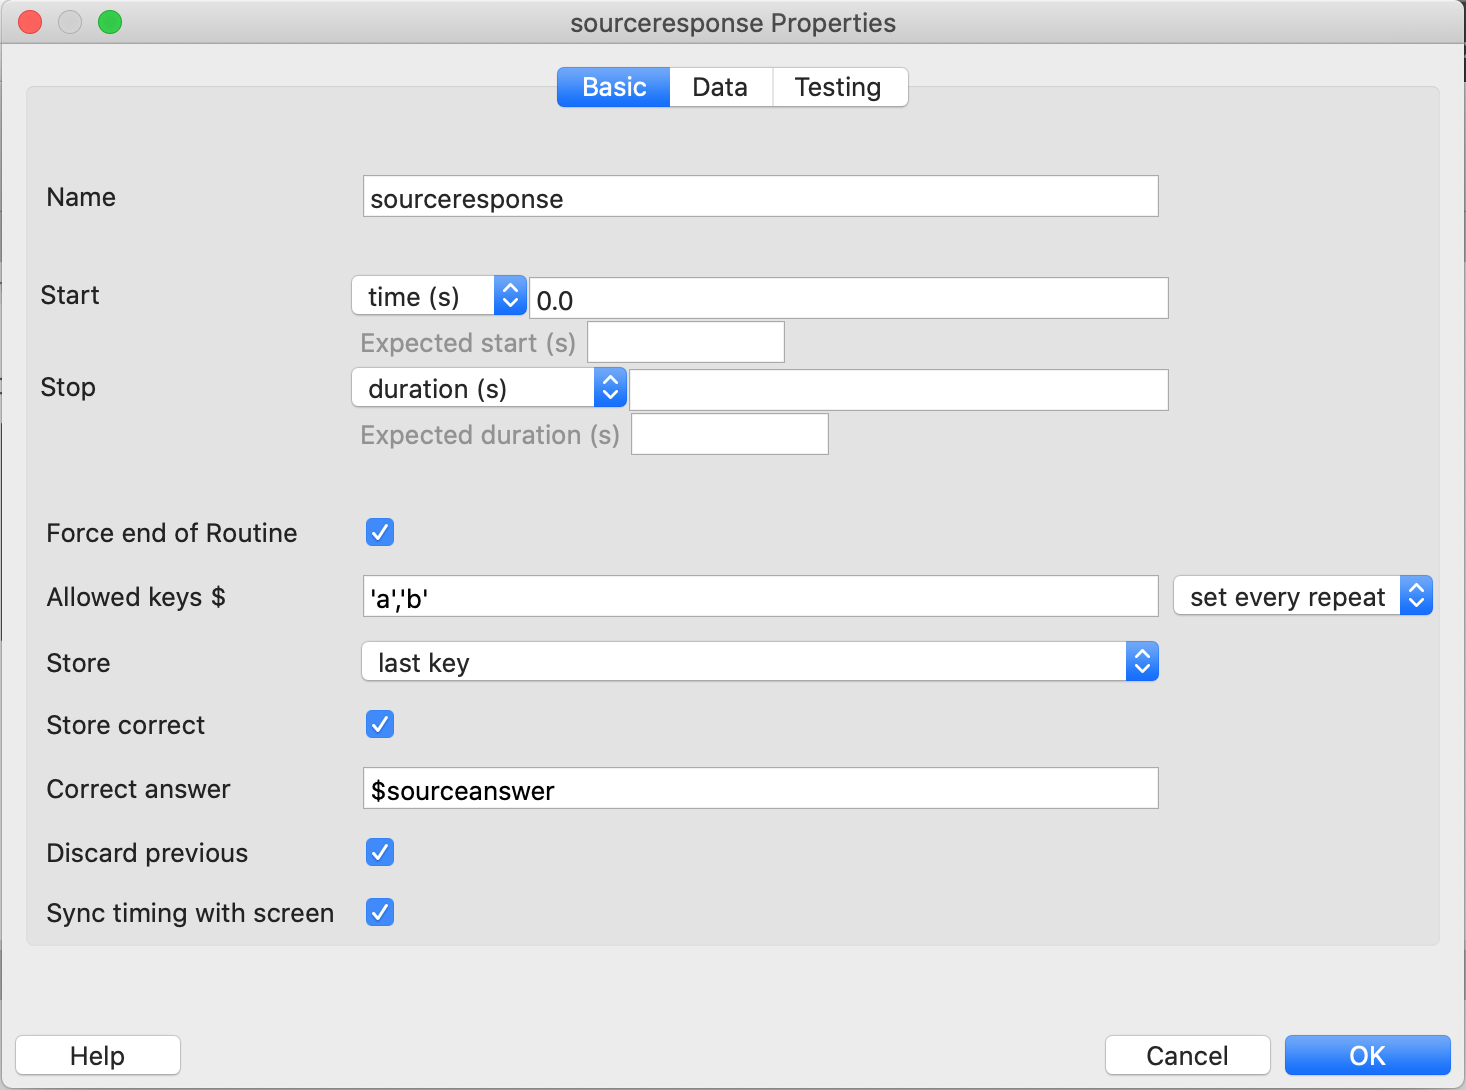 sourceresponse Properties
Basic Data Testing
Name sourceresponse
Start time (s) 0.0
Expected start (s)
Stop duration (s)
Expected duration (s)
Force end of Routine
Allowed keys $ 'a','b' set every repeat
Store last key
Store correct
Correct answer $sourceanswer
Discard previous
Sync timing with screen
Help Cancel OK